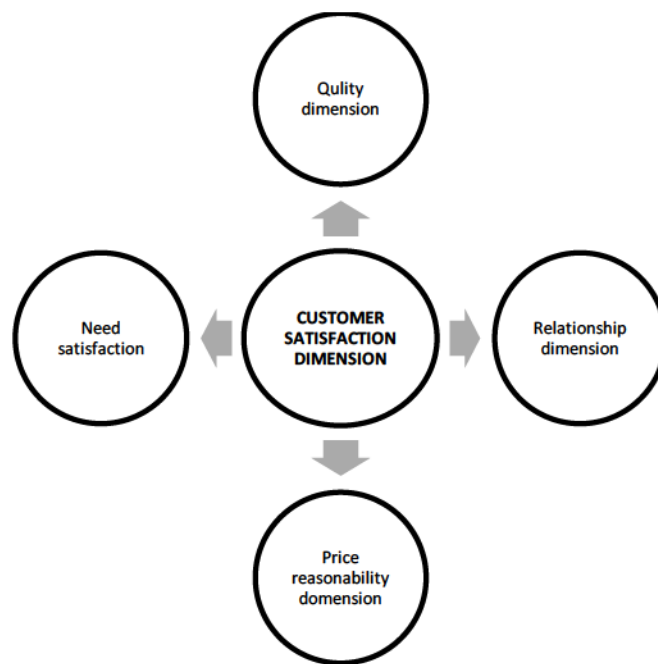 Qulity
dimension
Need
satisfaction
CUSTOMER
SATISFACTION
DIMENSION
Relationship
dimension
Price
reasonability
domension